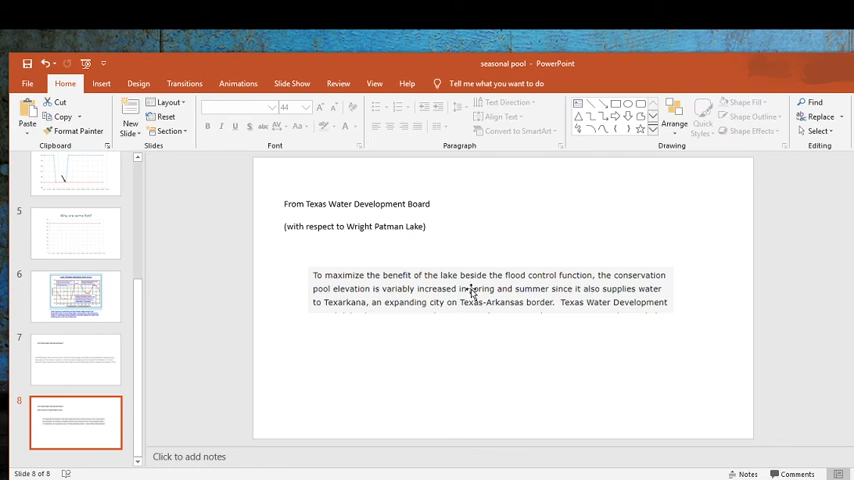 seasonal pool - PowerPoint
File Home Insert Design Transitions Animations Slide Show Review View Help Tell me what you want to do
Cut Layout 44 Text Direction Shape Fill Find
Copy Reset Align Text Shape Outline Replace
Paste Format Painter New Slide Section Convert to SmartArt Arrange Quick Styles Shape Effects Select
Clipboard Slides Font Paragraph Drawing Editing
5
6
7
8
From Texas Water Development Board
(with respect to Wright Patman Lake)
To maximize the benefit of the lake beside the flood control function, the conservation
pool elevation is variably increased in spring and summer since it also supplies water
to Texarkana, an expanding city on Texas-Arkansas border. Texas Water Development
Click to add notes
Slide 8 of 8 Notes Comments